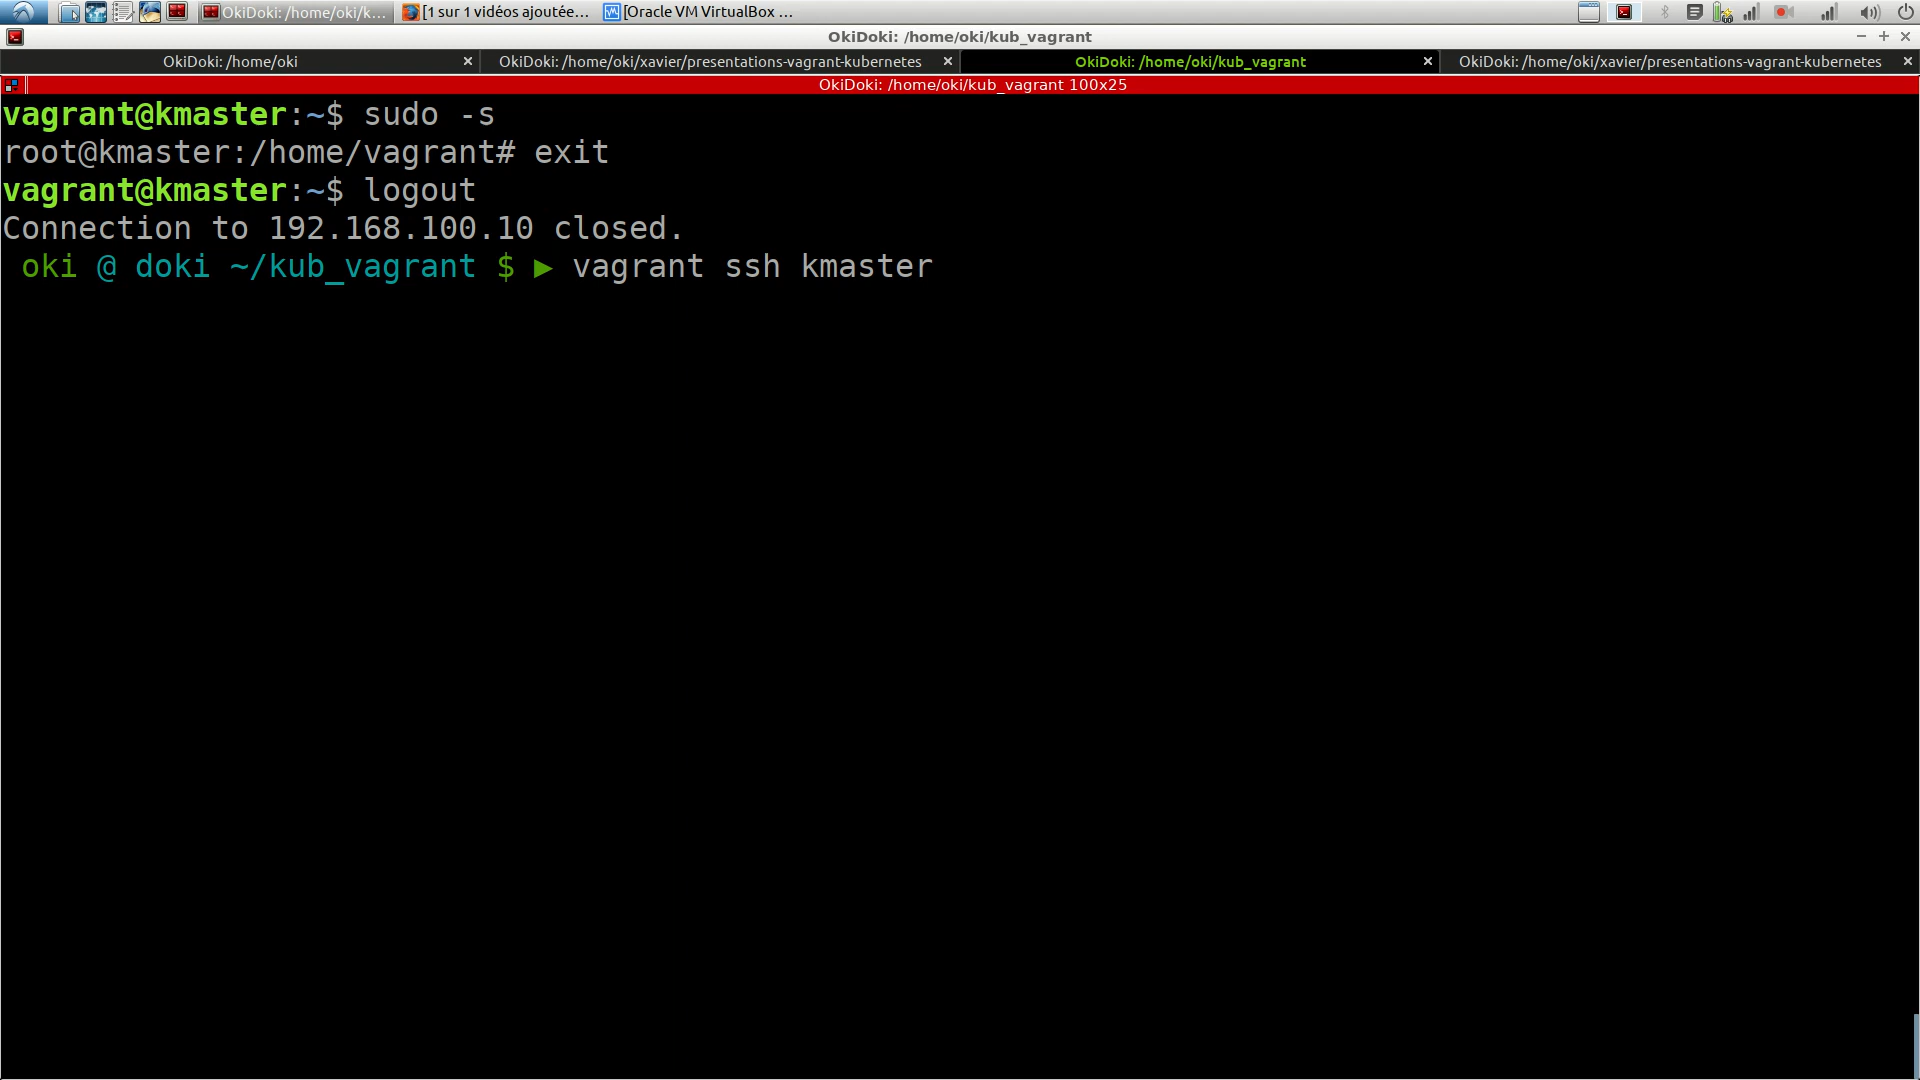 OkiDoki: /home/oki/k... [1 sur 1 vidéos ajoutée... [Oracle VM VirtualBox ...
OkiDoki: /home/oki/kub_vagrant
OkiDoki: /home/oki OkiDoki: /home/oki/xavier/presentations-vagrant-kubernetes OkiDoki: /home/oki/kub_vagrant OkiDoki: /home/oki/xavier/presentations-vagrant-kubernetes
OkiDoki: /home/oki/kub_vagrant 100x25
vagrant@kmaster:~$ sudo -s
root@kmaster:/home/vagrant# exit
vagrant@kmaster:~$ logout
Connection to 192.168.100.10 closed.
oki @ doki ~/kub_vagrant $ ► vagrant ssh kmaster